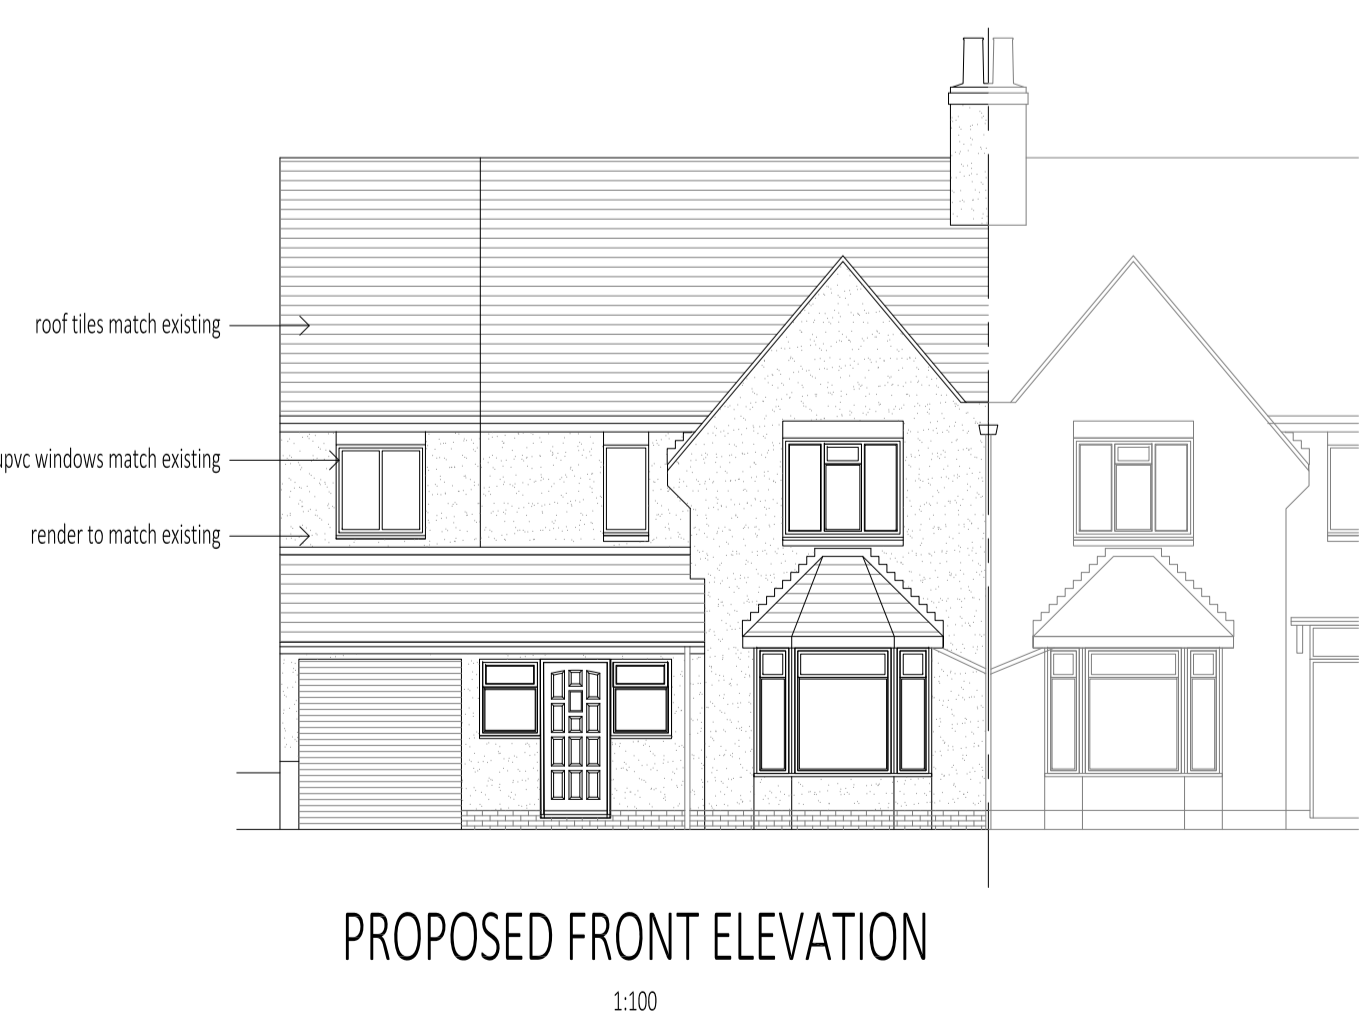 roof tiles match existing
upvc windows match existing
render to match existing
PROPOSED FRONT ELEVATION
1:100